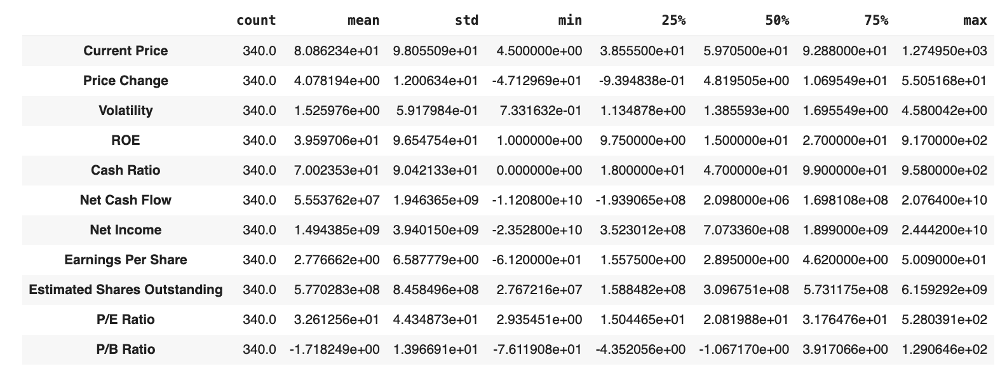 count mean std min 25% 50% 75% max
Current Price 340.0 8.086234e+01 9.805509e+01 4.500000e+00 3.855500e+01 5.970500e+01 9.288000e+01 1.274950e+03
Price Change 340.0 4.078194e+00 1.200634e+01 -4.712969e+01 -9.394838e-01 4.819505e+00 1.069549e+01 5.505168e+01
Volatility 340.0 1.525976e+00 5.917984e-01 7.331632e-01 1.134878e+00 1.385593e+00 1.695549e+00 4.580042e+00
ROE 340.0 3.959706e+01 9.654754e+01 1.000000e+00 9.750000e+00 1.500000e+01 2.700000e+01 9.170000e+02
Cash Ratio 340.0 7.002353e+01 9.042133e+01 0.000000e+00 1.800000e+01 4.700000e+01 9.900000e+01 9.580000e+02
Net Cash Flow 340.0 5.553762e+07 1.946365e+09 -1.120800e+10 -1.939065e+08 2.098000e+06 1.698108e+08 2.076400e+10
Net Income 340.0 1.494385e+09 3.940150e+09 -2.352800e+10 3.523012e+08 7.073360e+08 1.899000e+09 2.444200e+10
Earnings Per Share 340.0 2.776662e+00 6.587779e+00 -6.120000e+01 1.557500e+00 2.895000e+00 4.620000e+00 5.009000e+01
Estimated Shares Outstanding 340.0 5.770283e+08 8.458496e+08 2.767216e+07 1.588482e+08 3.096751e+08 5.731175e+08 6.159292e+09
P/E Ratio 340.0 3.261256e+01 4.434873e+01 2.935451e+00 1.504465e+01 2.081988e+01 3.176476e+01 5.280391e+02
P/B Ratio 340.0 -1.718249e+00 1.396691e+01 -7.611908e+01 -4.352056e+00 -1.067170e+00 3.917066e+00 1.290646e+02